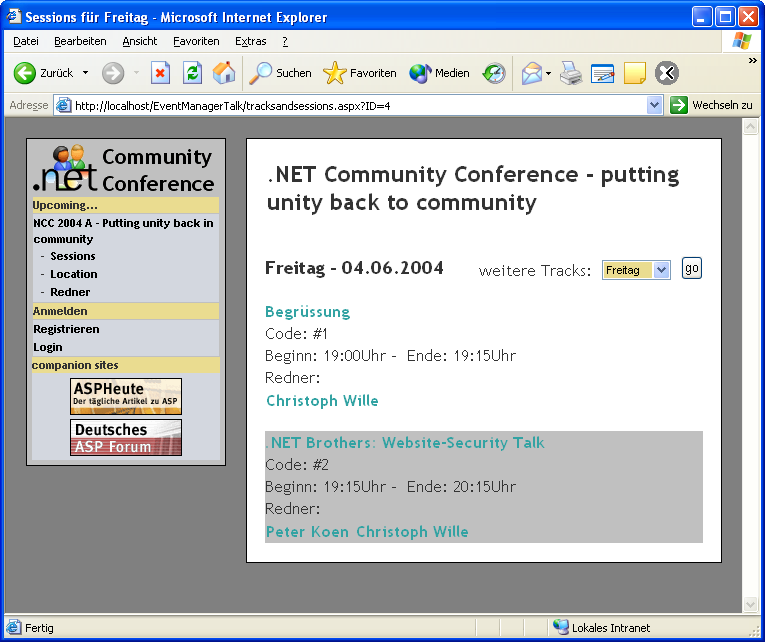 Sessions für Freitag - Microsoft Internet Explorer
Datei Bearbeiten Ansicht Favoriten Extras ?
Zurück Suchen Favoriten Medien
Adresse http://localhost/EventManagerTalk/tracksandsessions.aspx?ID=4 Wechseln zu
.net Community
Conference
Upcoming...
NCC 2004 A - Putting unity back in
community
- Sessions
- Location
- Redner
Anmelden
Registrieren
Login
companion sites
ASPHeute
Der tägliche Artikel zu ASP
Deutsches
ASP Forum
.NET Community Conference - putting
unity back to community
Freitag - 04.06.2004 weitere Tracks: Freitag go
Begrüssung
Code: #1
Beginn: 19:00Uhr - Ende: 19:15Uhr
Redner:
Christoph Wille
.NET Brothers: Website-Security Talk
Code: #2
Beginn: 19:15Uhr - Ende: 20:15Uhr
Redner:
Peter Koen Christoph Wille
Fertig Lokales Intranet